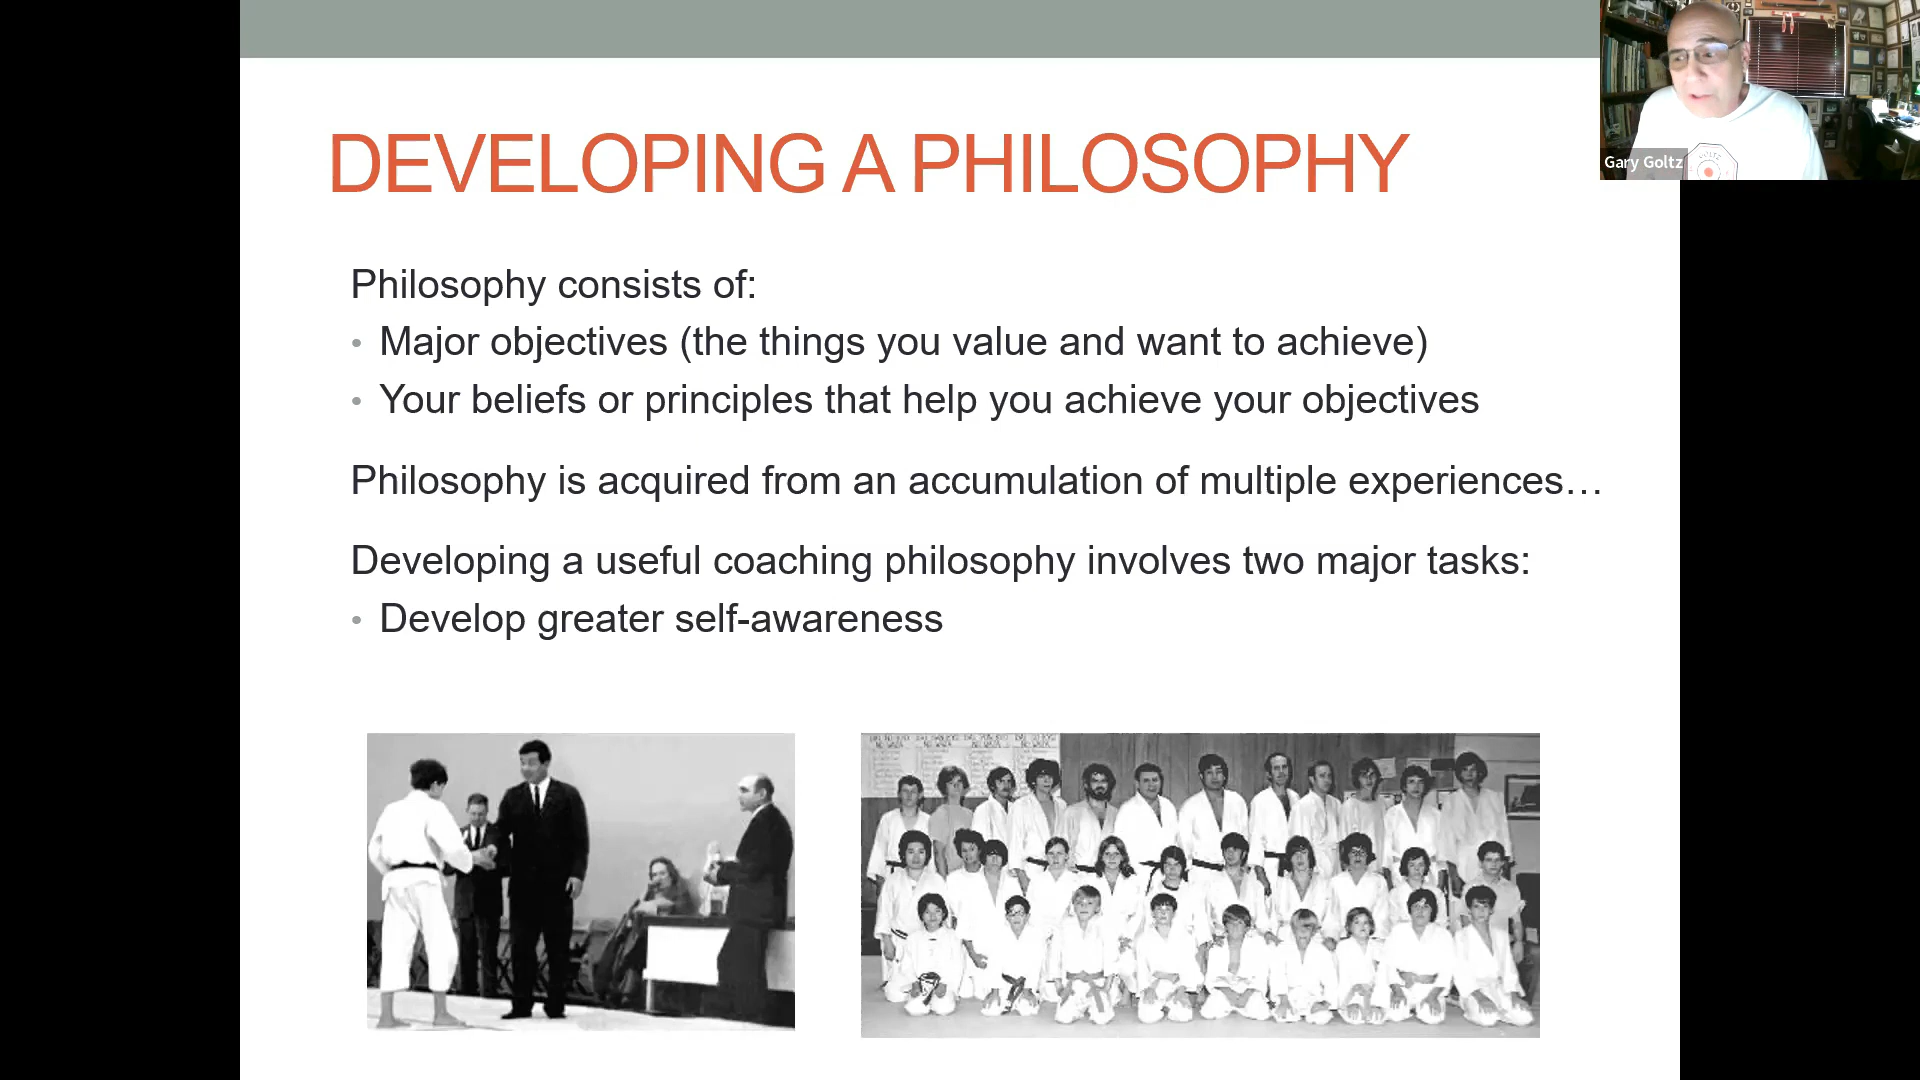 DEVELOPING A PHILOSOPHY
Gary Goltz
Philosophy consists of:
• Major objectives (the things you value and want to achieve)
• Your beliefs or principles that help you achieve your objectives
Philosophy is acquired from an accumulation of multiple experiences…
Developing a useful coaching philosophy involves two major tasks:
• Develop greater self-awareness